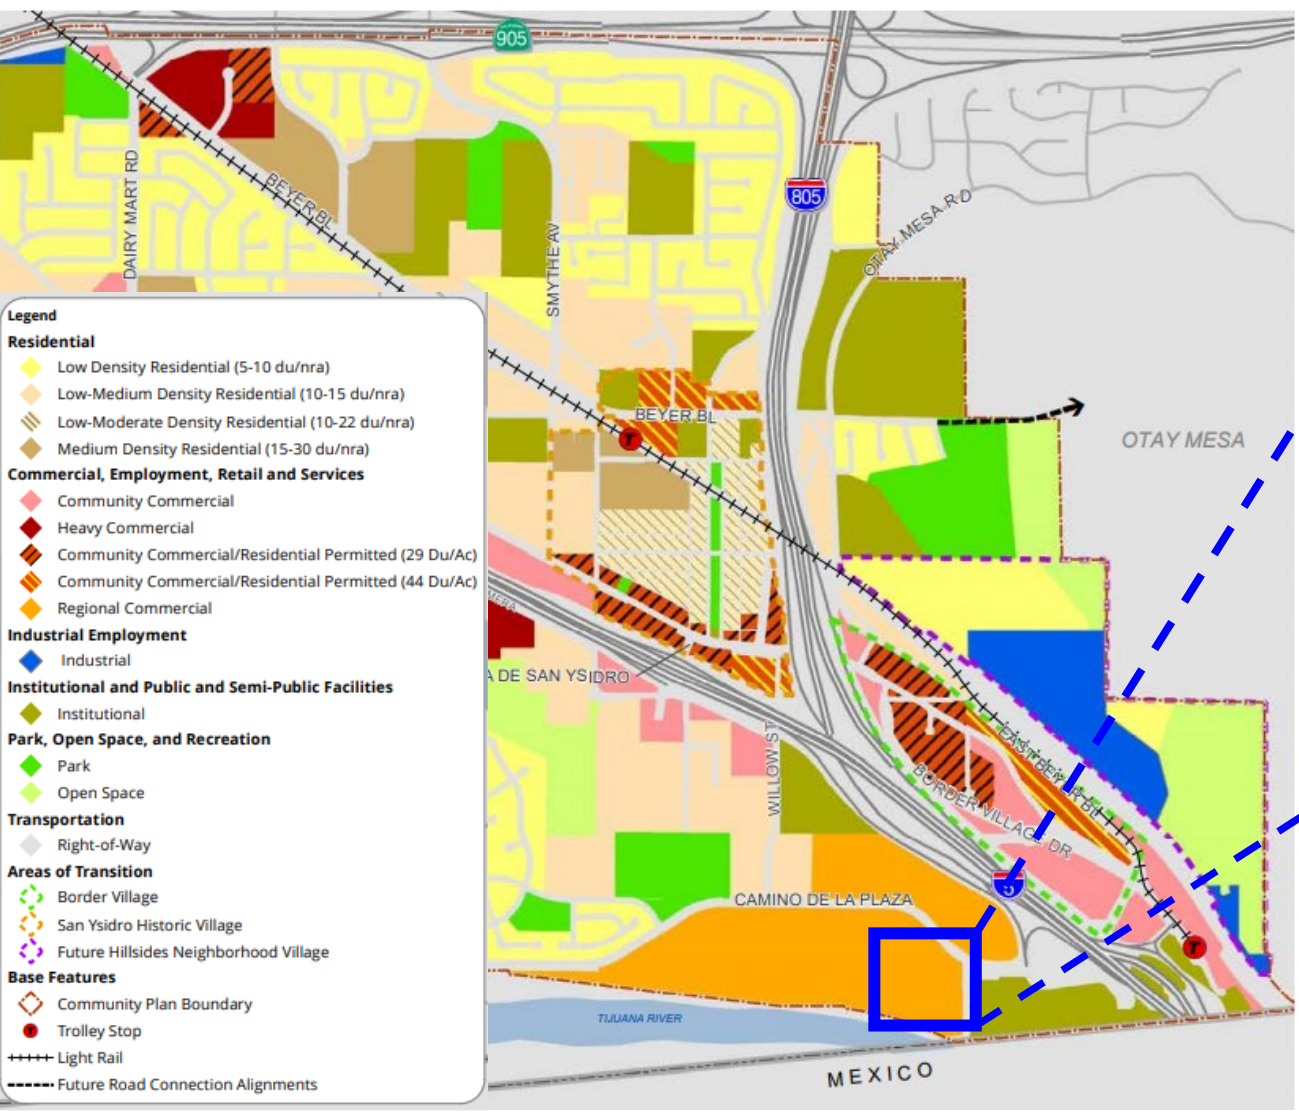 905
805
DAIRY MART RD
BEYER BL
SMYTHE AV
OTAY MESA RD
OTAY MESA
BEYER BL
T
A DE SAN YSIDRO
WILLOW ST
EAST BEYER BL
BORDER VILLAGE DR
5
CAMINO DE LA PLAZA
T
TIJUANA RIVER
MEXICO
Legend
Residential
Low Density Residential (5-10 du/nra)
Low-Medium Density Residential (10-15 du/nra)
Low-Moderate Density Residential (10-22 du/nra)
Medium Density Residential (15-30 du/nra)
Commercial, Employment, Retail and Services
Community Commercial
Heavy Commercial
Community Commercial/Residential Permitted (29 Du/Ac)
Community Commercial/Residential Permitted (44 Du/Ac)
Regional Commercial
Industrial Employment
Industrial
Institutional and Public and Semi-Public Facilities
Institutional
Park, Open Space, and Recreation
Park
Open Space
Transportation
Right-of-Way
Areas of Transition
Border Village
San Ysidro Historic Village
Future Hillsides Neighborhood Village
Base Features
Community Plan Boundary
T Trolley Stop
Light Rail
Future Road Connection Alignments